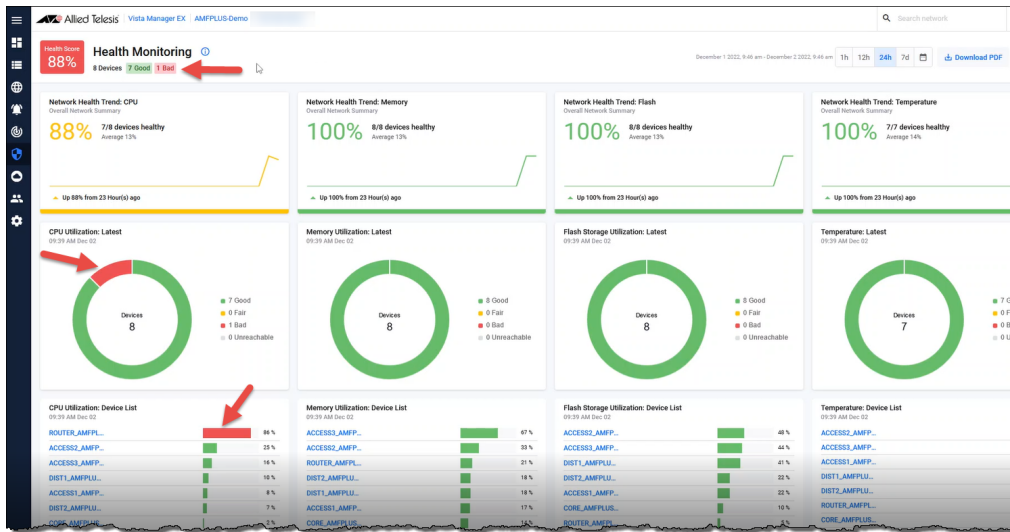 Allied Telesis Vista Manager EX AMFPLUS-Demo
Search network
Health Score
88%
Health Monitoring
8 Devices 7 Good 1 Bad
December 1 2022, 9:46 am - December 2 2022, 9:46 am 1h 12h 24h 7d Download PDF
Network Health Trend: CPU
Overall Network Summary
88% 7/8 devices healthy
Average 13%
Up 88% from 23 Hour(s) ago
Network Health Trend: Memory
Overall Network Summary
100% 8/8 devices healthy
Average 13%
Up 100% from 23 Hour(s) ago
Network Health Trend: Flash
Overall Network Summary
100% 8/8 devices healthy
Average 13%
Up 100% from 23 Hour(s) ago
Network Health Trend: Temperature
Overall Network Summary
100% 7/7 devices healthy
Average 14%
Up 100% from 23 Hour(s) ago
CPU Utilization: Latest
09:39 AM Dec 02
Devices
8
7 Good
0 Fair
1 Bad
0 Unreachable
Memory Utilization: Latest
09:39 AM Dec 02
Devices
8
8 Good
0 Fair
0 Bad
0 Unreachable
Flash Storage Utilization: Latest
09:39 AM Dec 02
Devices
8
8 Good
0 Fair
0 Bad
0 Unreachable
Temperature: Latest
09:39 AM Dec 02
Devices
7
CPU Utilization: Device List
09:39 AM Dec 02
ROUTER_AMFPL... 86 %
ACCESS2_AMFP... 25 %
ACCESS3_AMFP... 16 %
DIST1_AMFPLU... 10 %
ACCESS1_AMFP... 8 %
DIST2_AMFPLU... 7 %
CORE_AMFPLUS...
Memory Utilization: Device List
09:39 AM Dec 02
ACCESS3_AMFP... 67 %
ACCESS2_AMFP... 33 %
ROUTER_AMFPL... 21 %
DIST2_AMFPLU... 18 %
DIST1_AMFPLU... 18 %
ACCESS1_AMFP... 17 %
CORE_AMFPLUS...
Flash Storage Utilization: Device List
09:39 AM Dec 02
ACCESS2_AMFP... 48 %
ACCESS3_AMFP... 44 %
DIST1_AMFPLU... 41 %
DIST2_AMFPLU... 22 %
ACCESS1_AMFP... 22 %
CORE_AMFPLUS... 10 %
ROUTER_AMFPL...
Temperature: Device List
09:39 AM Dec 02
ACCESS2_AMFP...
ACCESS3_AMFP...
ACCESS1_AMFP...
DIST1_AMFPLU...
DIST2_AMFPLU...
ROUTER_AMFPL...
CORE_AMFPLUS...